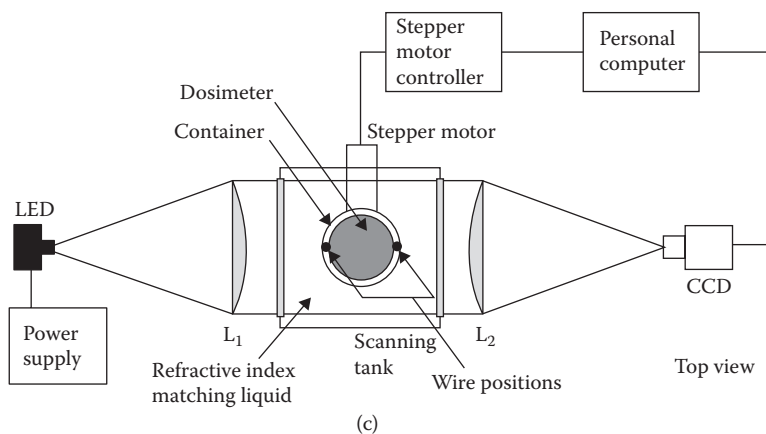 Stepper
motor
controller
Personal
computer
Dosimeter
Container
Stepper motor
LED
CCD
Power
supply
L1
L2
Scanning
tank
Refractive index
matching liquid
Wire positions
Top view
(c)